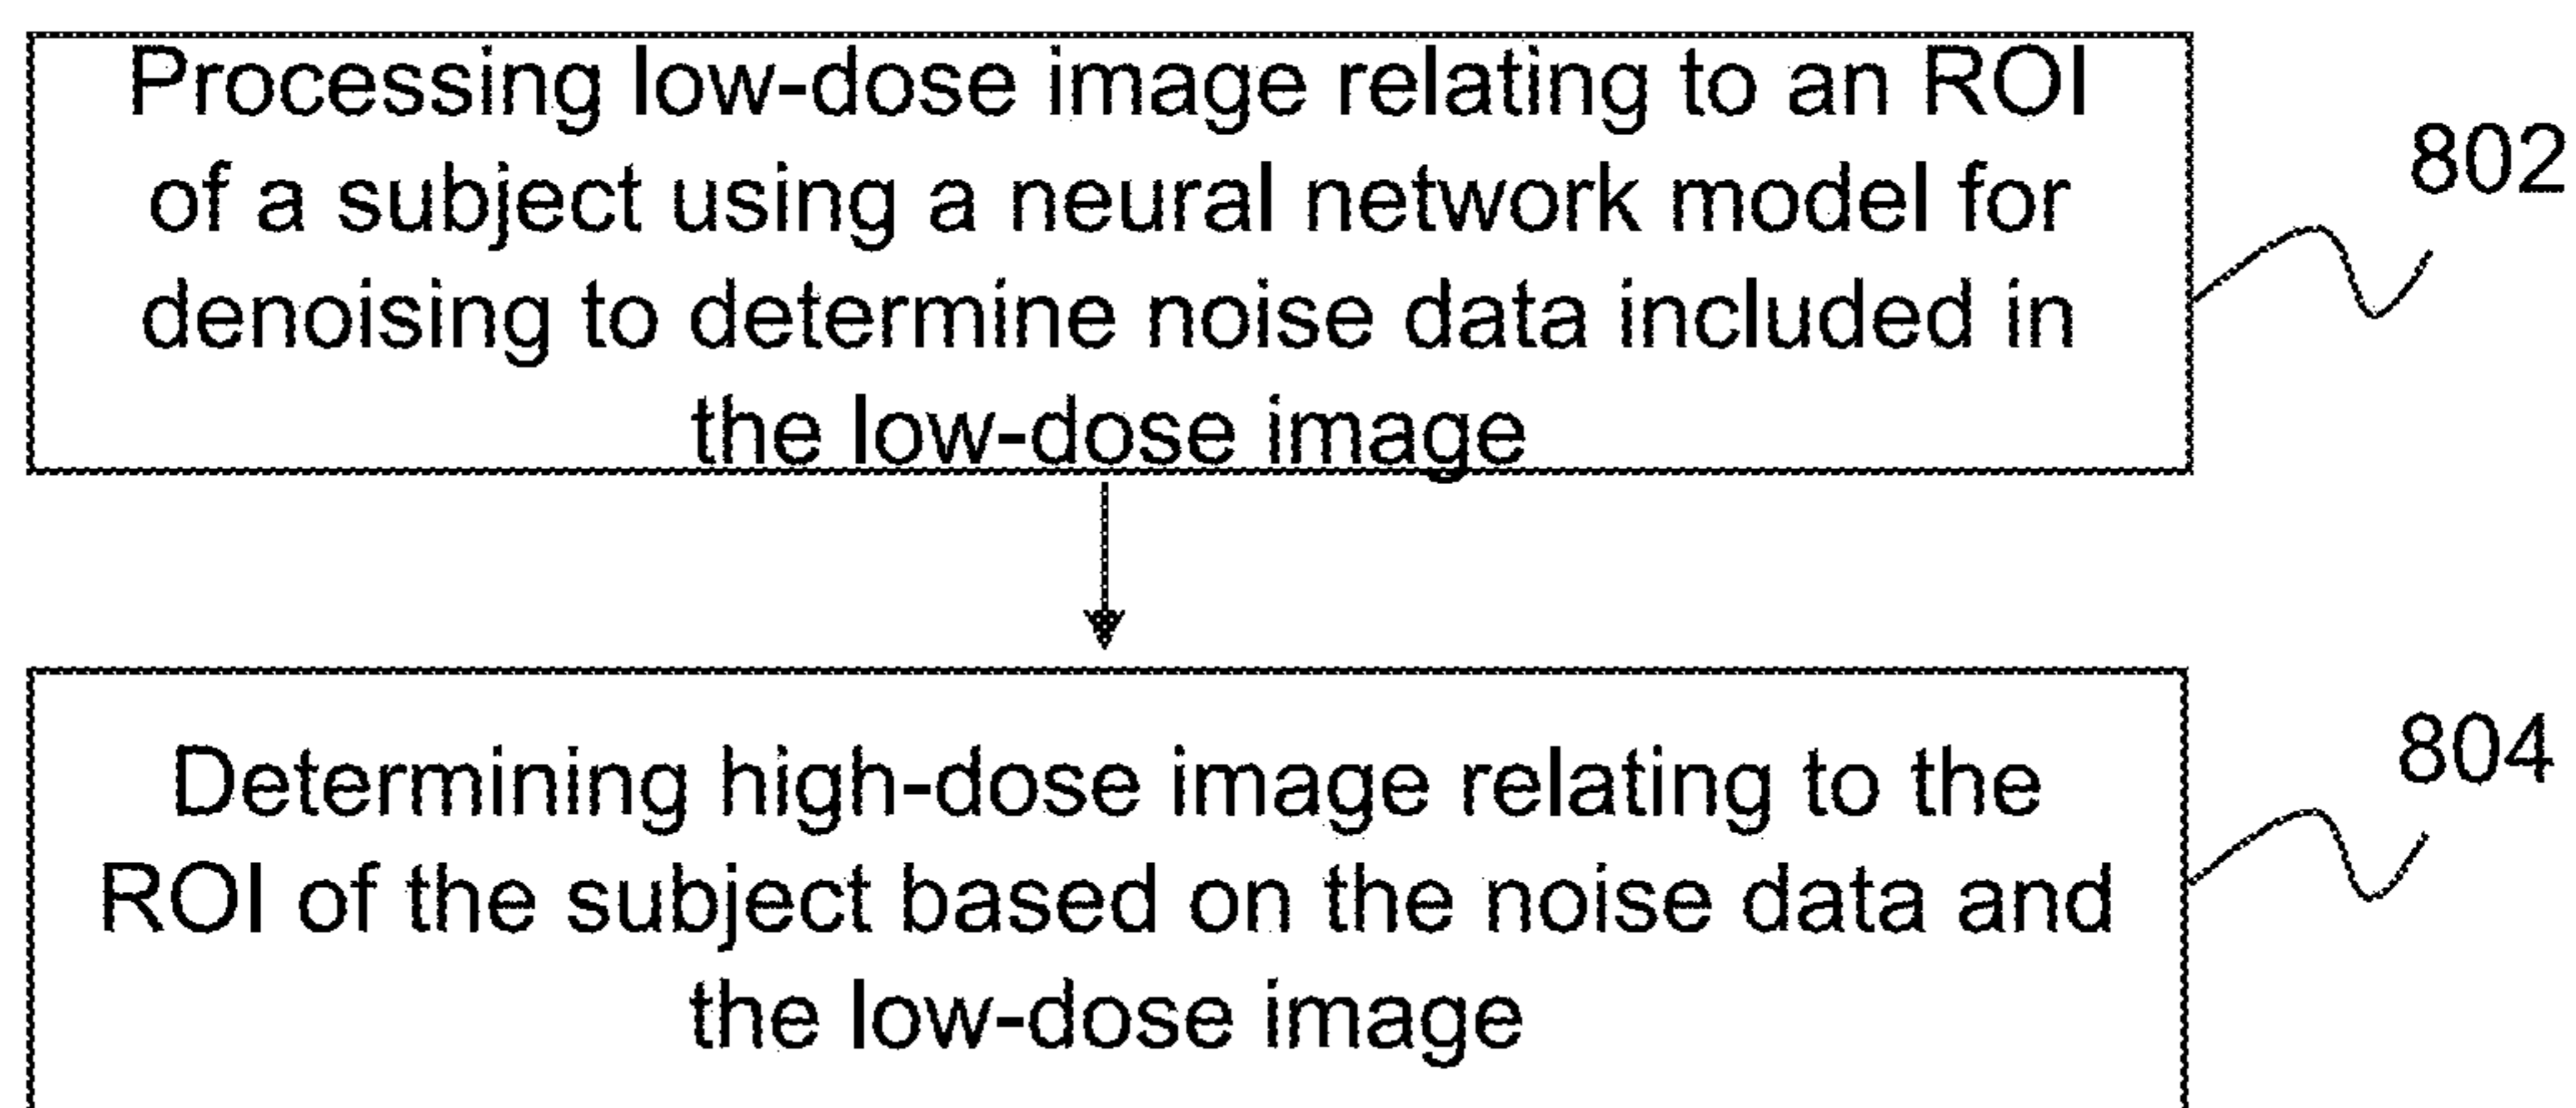 Processing low-dose image relating to an ROI
of a subject using a neural network model for
denoising to determine noise data included in
the low-dose image
802
Determining high-dose image relating to the
ROI of the subject based on the noise data and
the low-dose image
804